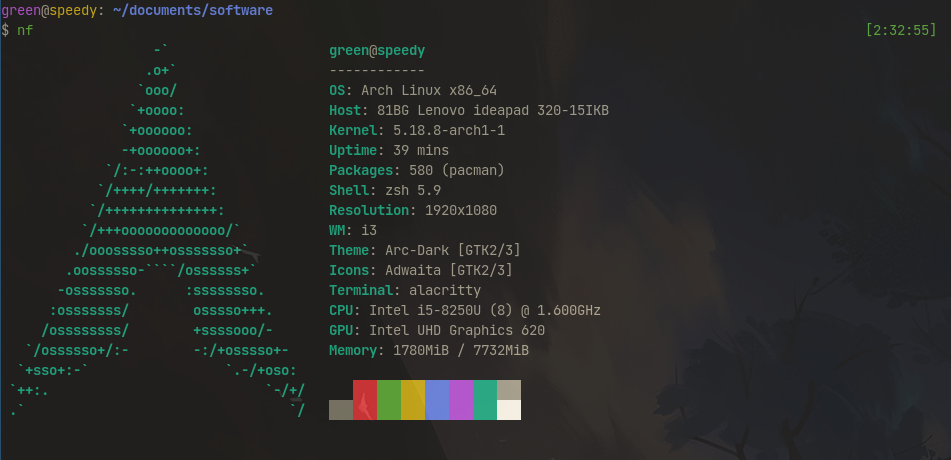 green@speedy: ~/documents/software
$ nf [2:32:55]
                  -`                    green@speedy
                 .o+`                   ------------
                `ooo/                   OS: Arch Linux x86_64
               `+oooo:                  Host: 81BG Lenovo ideapad 320-15IKB
              `+oooooo:                 Kernel: 5.18.8-arch1-1
              -+oooooo+:                Uptime: 39 mins
            `/:-:++oooo+:               Packages: 580 (pacman)
           `/++++/+++++++:              Shell: zsh 5.9
          `/++++++++++++++:             Resolution: 1920x1080
         `/+++ooooooooooooo/`           WM: i3
        ./ooosssso++osssssso+`          Theme: Arc-Dark [GTK2/3]
       .oossssso-````/ossssss+`         Icons: Adwaita [GTK2/3]
      -osssssso.      :ssssssso.        Terminal: alacritty
     :osssssss/        osssso+++.       CPU: Intel i5-8250U (8) @ 1.600GHz
    /ossssssss/        +ssssooo/-       GPU: Intel UHD Graphics 620
  `/ossssso+/:-        -:/+osssso+-     Memory: 1780MiB / 7732MiB
 `+sso+:-`                 `.-/+oso:
`++:.                           `-/+/
.`                                 `/